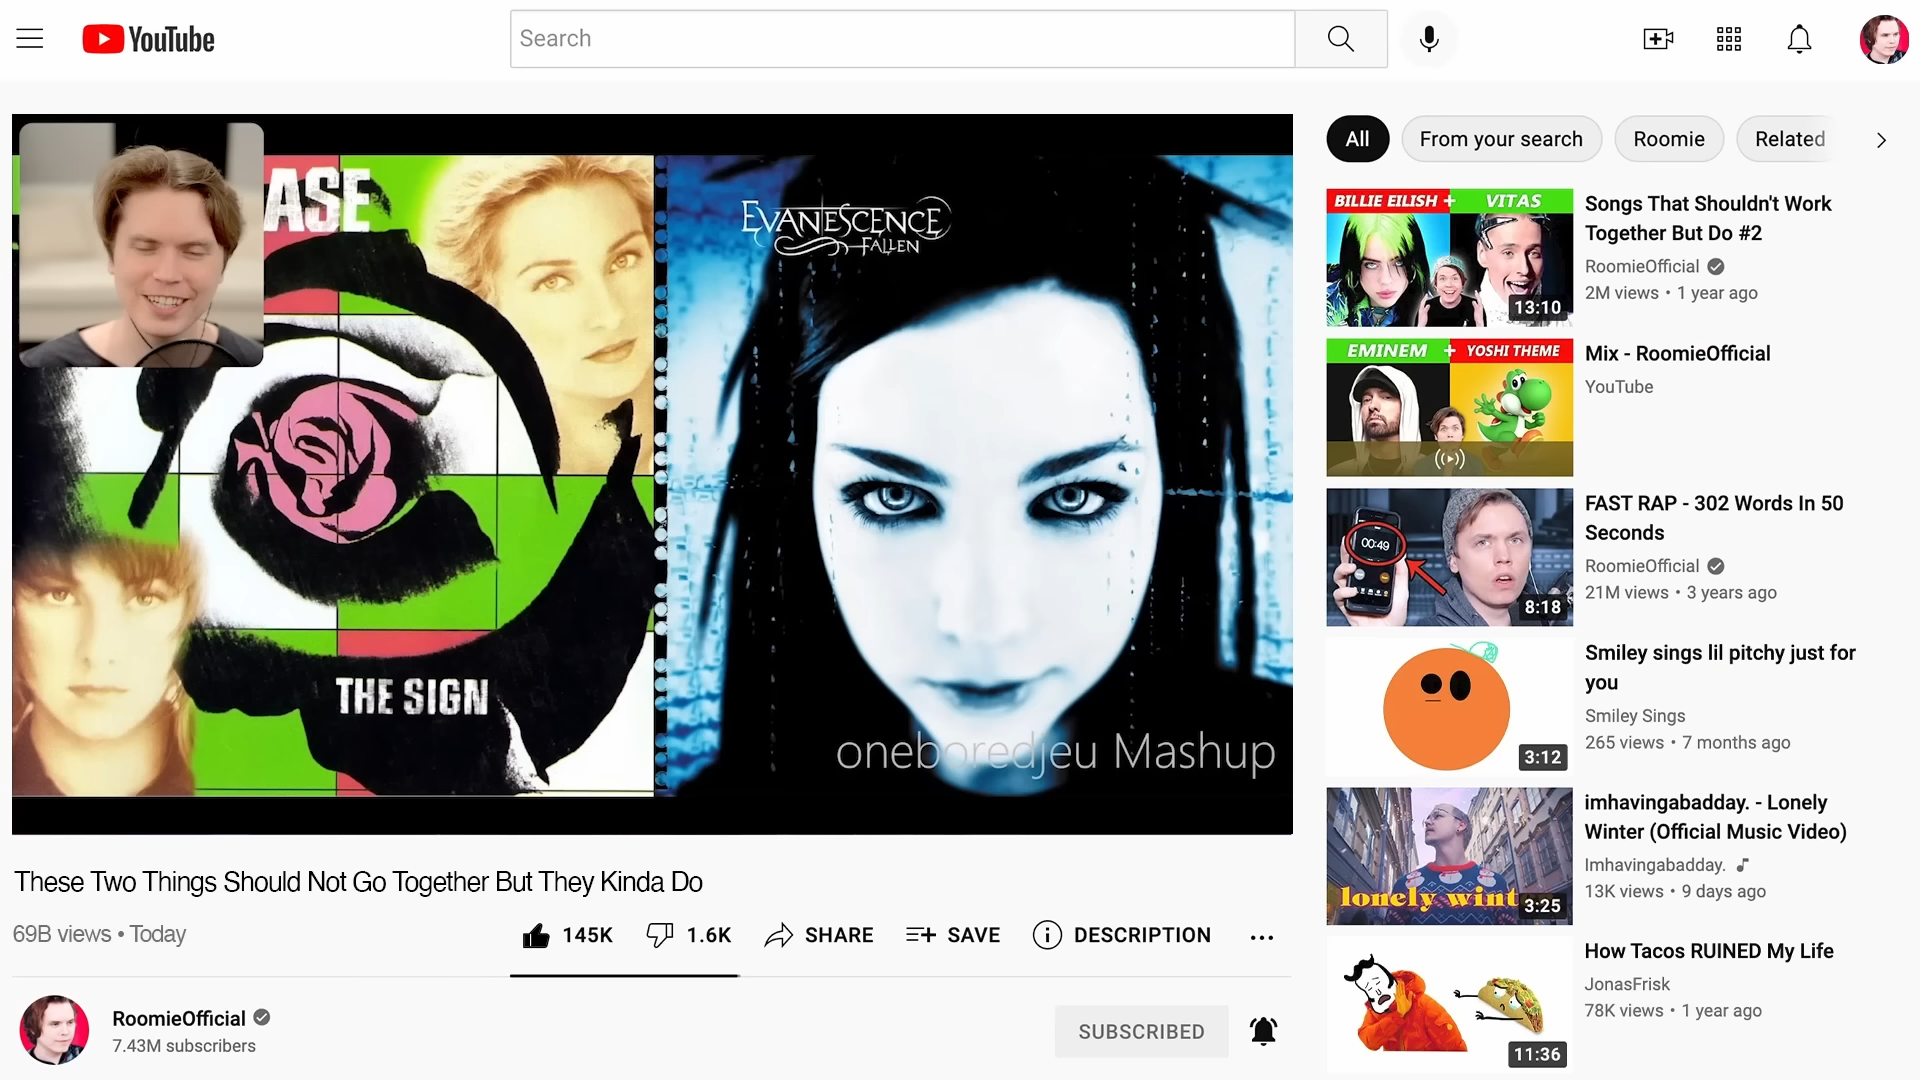 YouTube
Search
ASE
THE SIGN
EVANESCENCE
FALLEN
oneboredjeu Mashup
These Two Things Should Not Go Together But They Kinda Do
69B views • Today
145K
1.6K
SHARE
SAVE
DESCRIPTION
RoomieOfficial
7.43M subscribers
SUBSCRIBED
All
From your search
Roomie
Related
BILLIE EILISH + VITAS
13:10
Songs That Shouldn't Work
Together But Do #2
RoomieOfficial
2M views • 1 year ago
EMINEM + YOSHI THEME
Mix - RoomieOfficial
YouTube
00:49
8:18
FAST RAP - 302 Words In 50
Seconds
RoomieOfficial
21M views • 3 years ago
3:12
Smiley sings lil pitchy just for
you
Smiley Sings
265 views • 7 months ago
lonely wint
3:25
imhavingabadday. - Lonely
Winter (Official Music Video)
Imhavingabadday.
13K views • 9 days ago
11:36
How Tacos RUINED My Life
JonasFrisk
78K views • 1 year ago